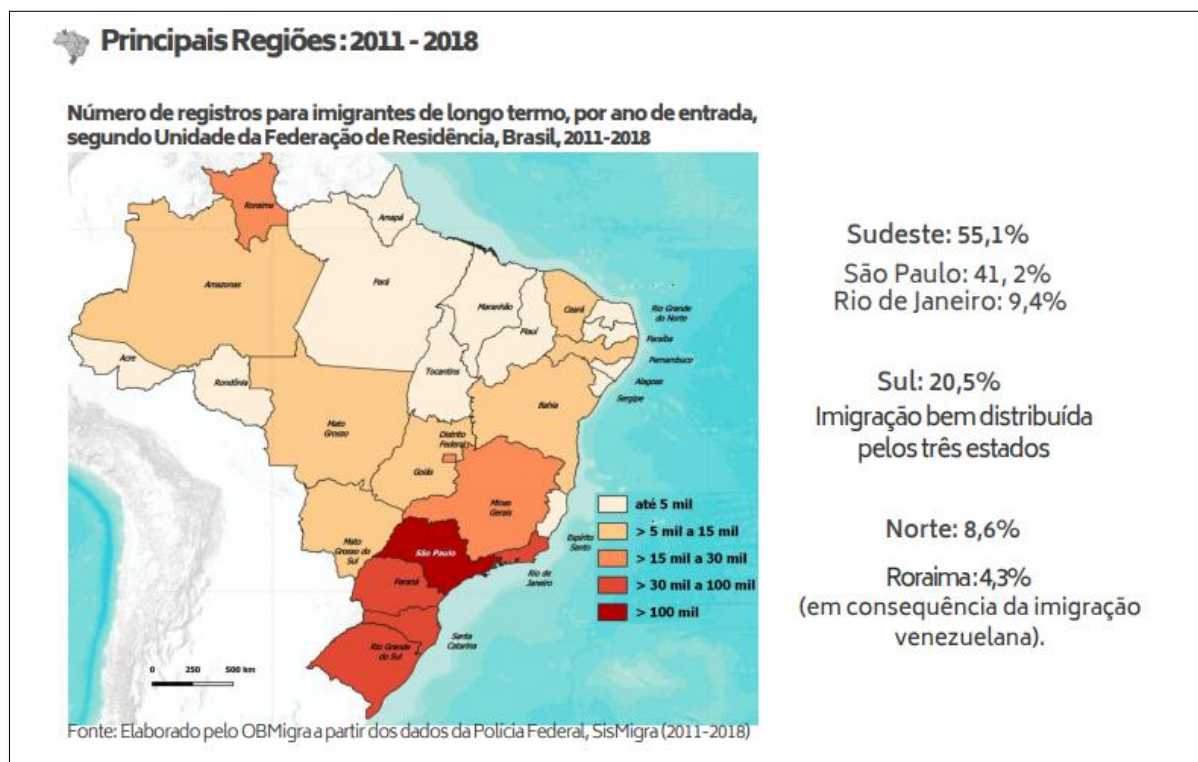 Principais Regiões: 2011 - 2018
Número de registros para imigrantes de longo termo, por ano de entrada,
segundo Unidade da Federação de Residência, Brasil, 2011-2018
Roraima
Amapá
Amazonas
Pará
Maranhão
Ceará
Rio Grande
do Norte
Piauí
Paraíba
Pernambuco
Acre
Rondônia
Tocantins
Alagoas
Sergipe
Bahia
Mato
Grosso
Distrito
Federal
Goiás
Minas
Gerais
Mato
Grosso do
Sul
Espírito
Santo
São Paulo
Rio de
Janeiro
Paraná
Santa
Catarina
Rio Grande
do Sul
até 5 mil
> 5 mil a 15 mil
> 15 mil a 30 mil
> 30 mil a 100 mil
> 100 mil
0 250 500 km
Fonte: Elaborado pelo OBMigra a partir dos dados da Polícia Federal, SisMigra (2011-2018)
Sudeste: 55,1%
São Paulo: 41, 2%
Rio de Janeiro: 9,4%
Sul: 20,5%
Imigração bem distribuída
pelos três estados
Norte: 8,6%
Roraima: 4,3%
(em consequência da imigração
venezuelana).